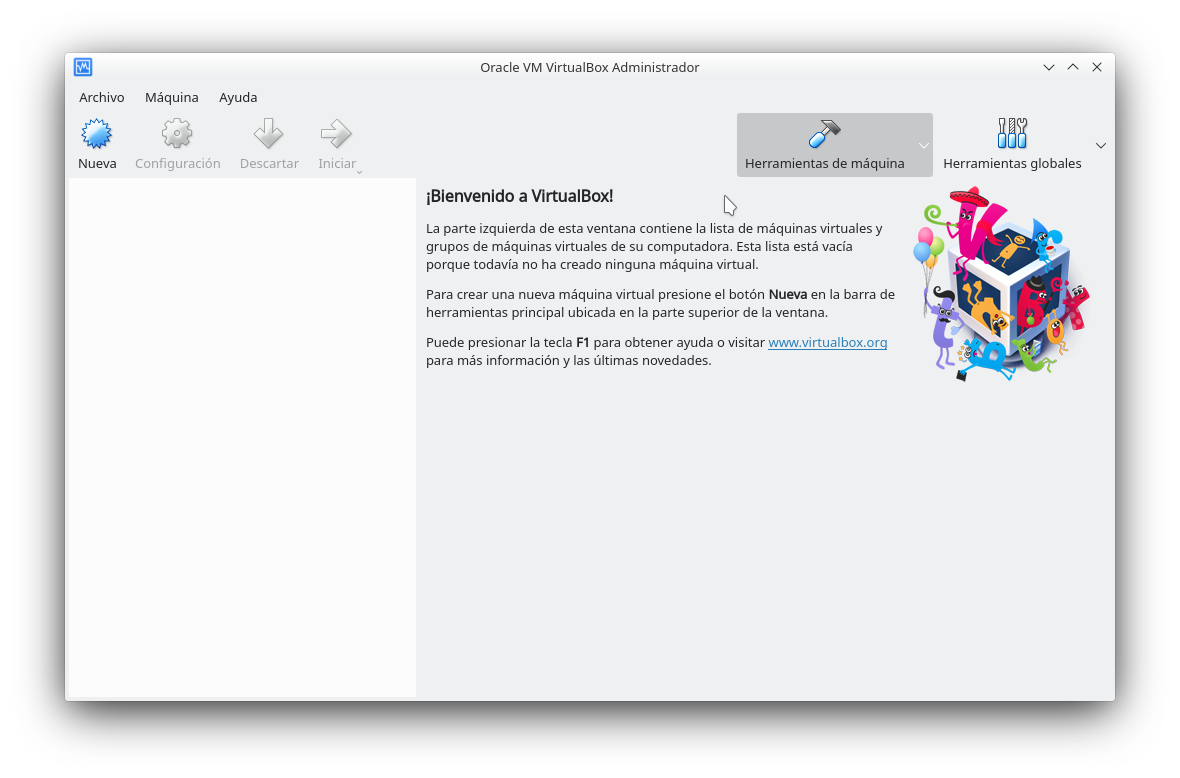 Oracle VM VirtualBox Administrador
Archivo Máquina Ayuda
Nueva Configuración Descartar Iniciar Herramientas de máquina Herramientas globales
¡Bienvenido a VirtualBox!
La parte izquierda de esta ventana contiene la lista de máquinas virtuales y
grupos de máquinas virtuales de su computadora. Esta lista está vacía
porque todavía no ha creado ninguna máquina virtual.
Para crear una nueva máquina virtual presione el botón Nueva en la barra de
herramientas principal ubicada en la parte superior de la ventana.
Puede presionar la tecla F1 para obtener ayuda o visitar www.virtualbox.org
para más información y las últimas novedades.